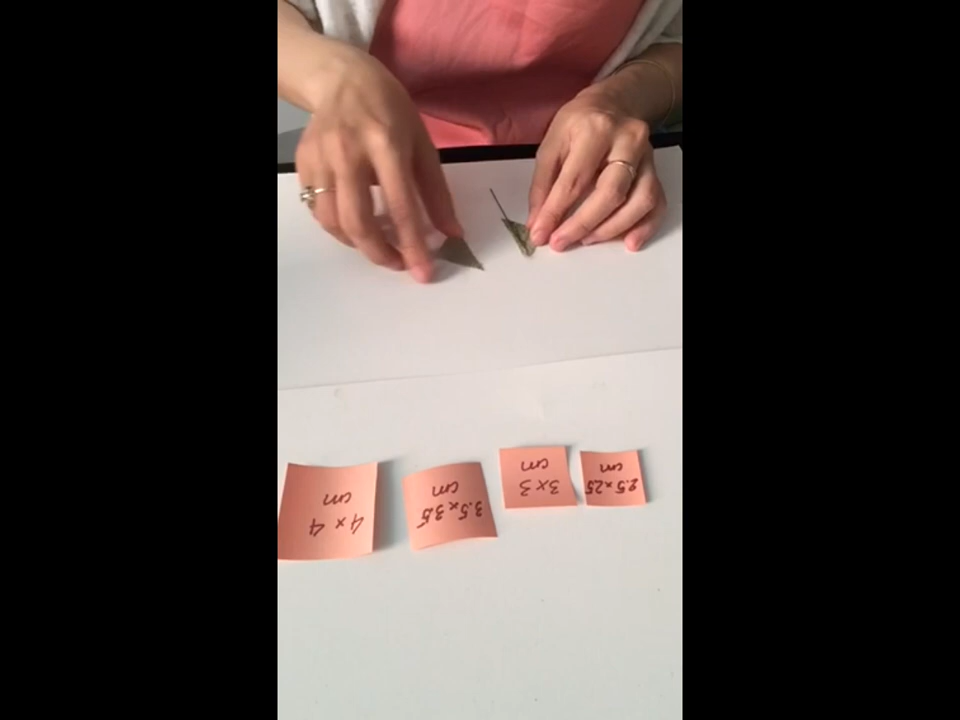 4 x 4
cm
3.5 x 3.5
cm
3 x 3
cm
2.5 x 2.5
cm